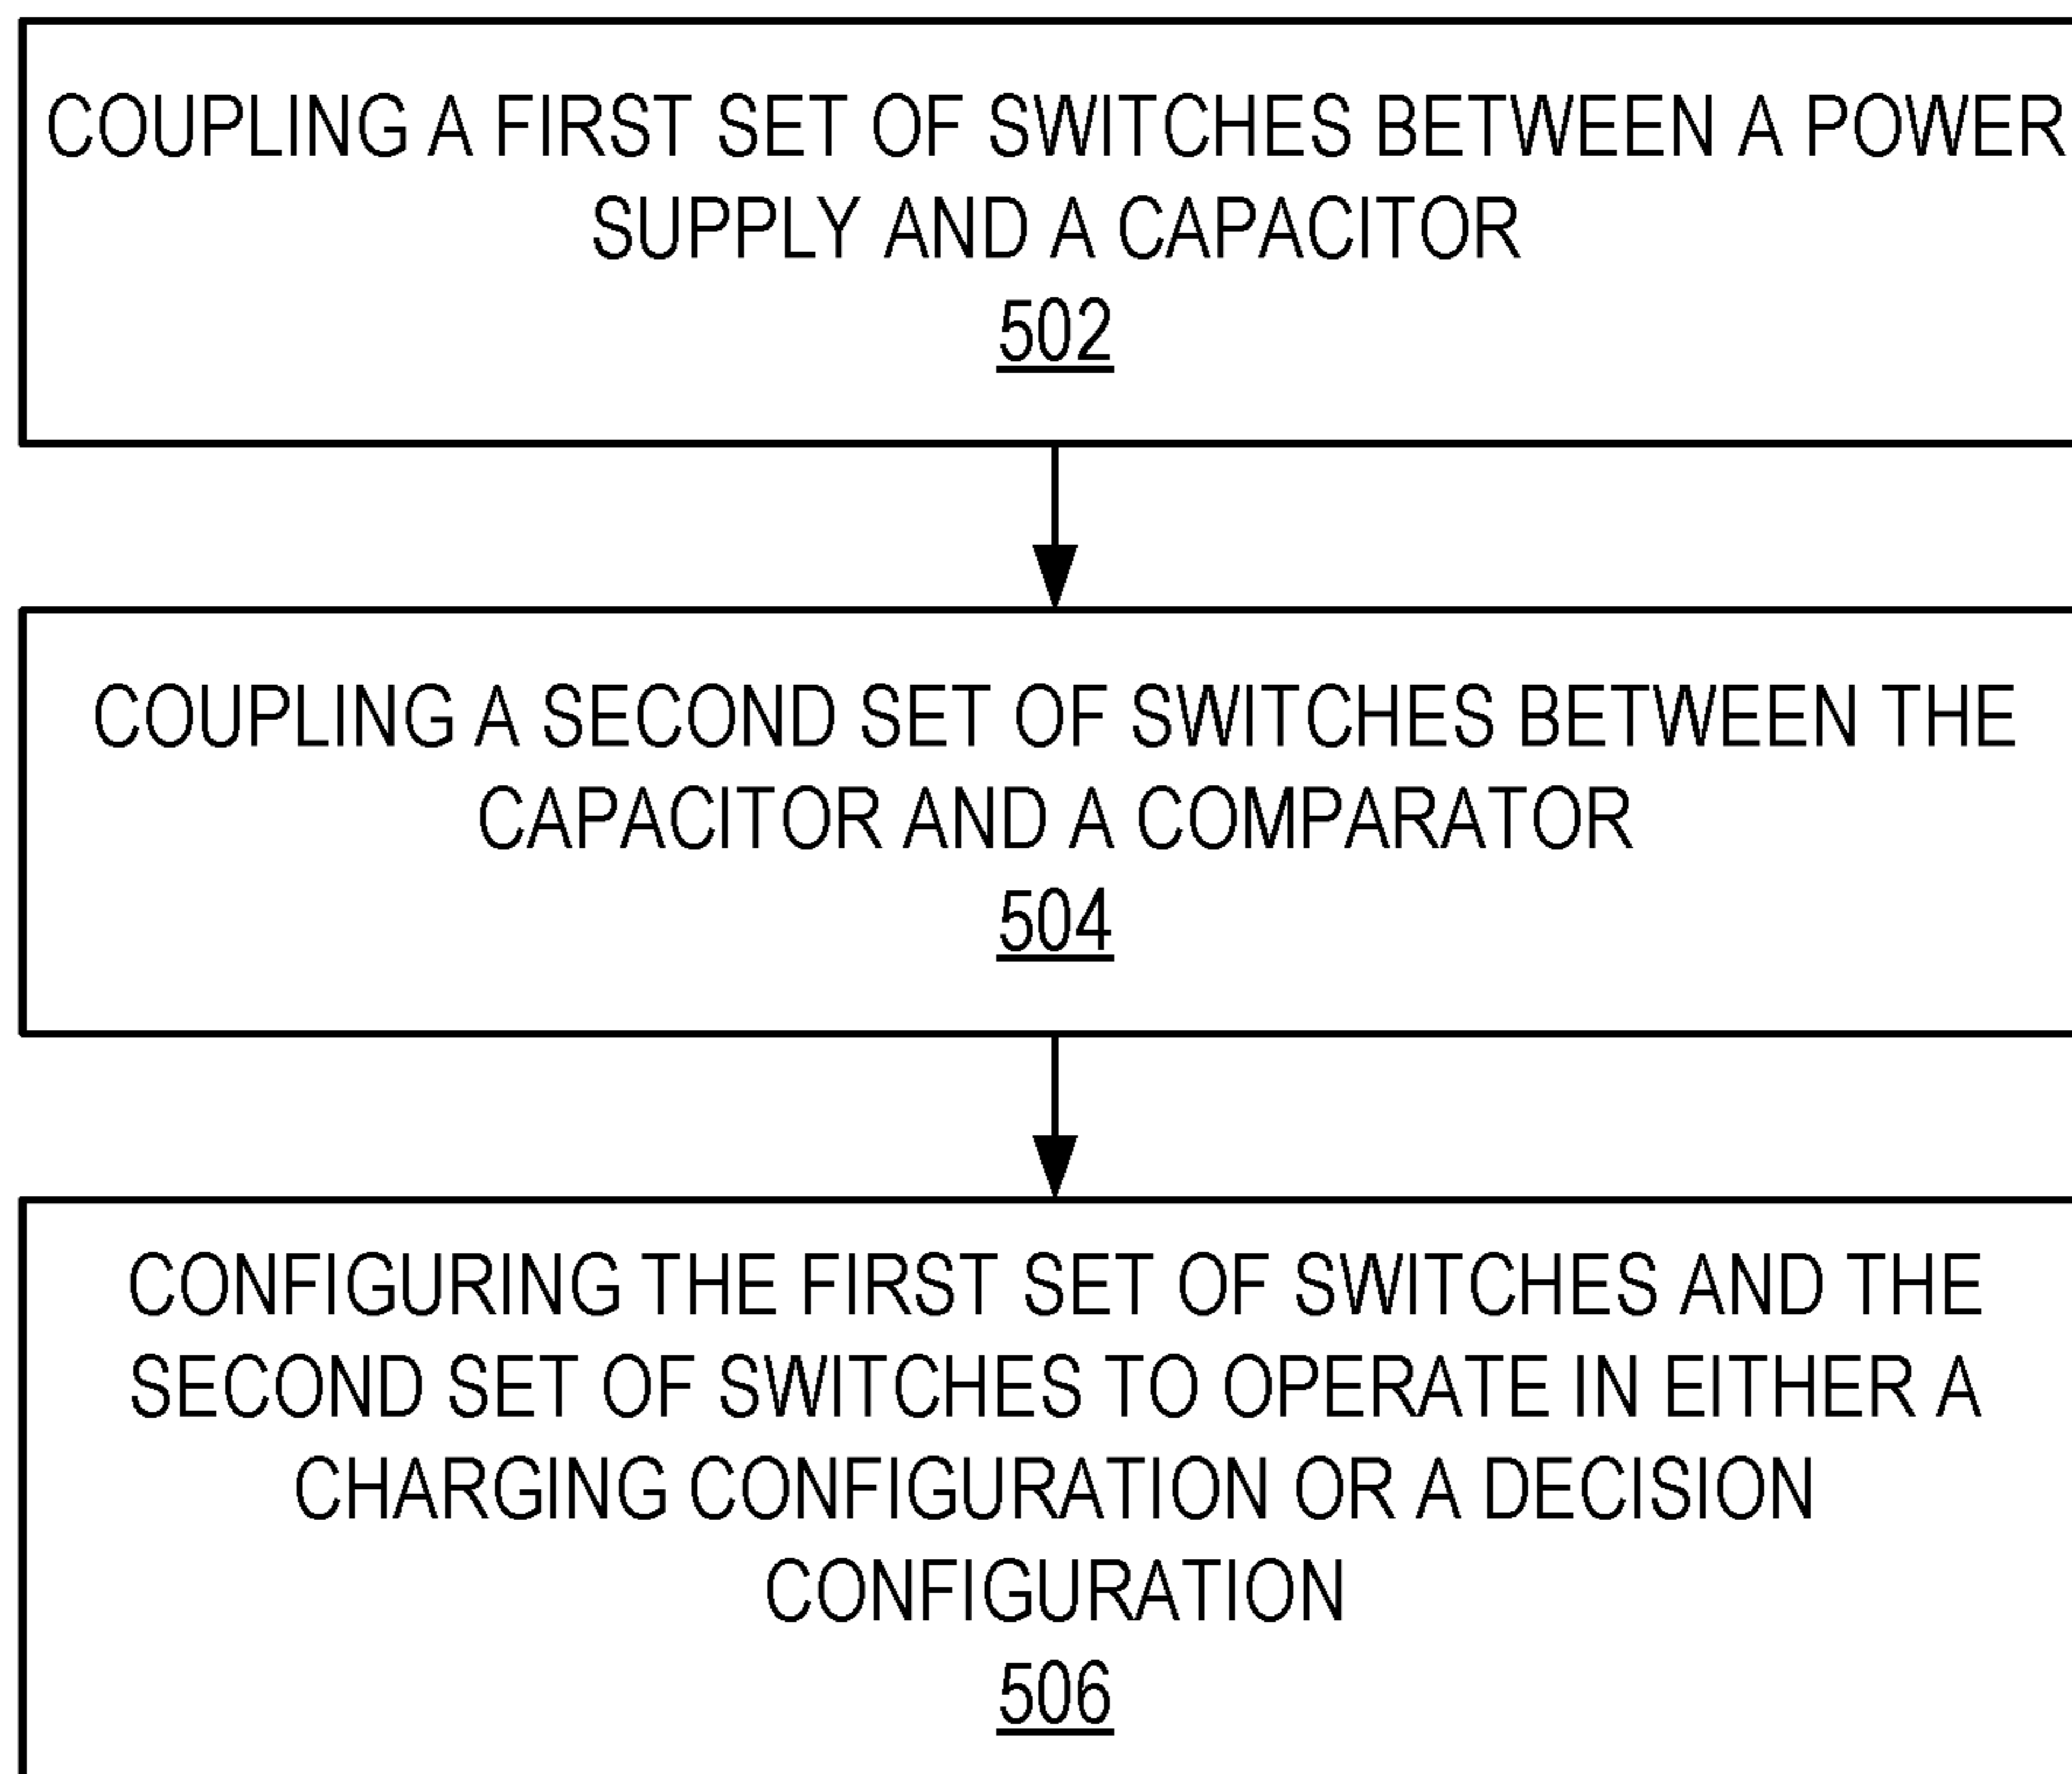 COUPLING A FIRST SET OF SWITCHES BETWEEN A POWER
SUPPLY AND A CAPACITOR
502
COUPLING A SECOND SET OF SWITCHES BETWEEN THE
CAPACITOR AND A COMPARATOR
504
CONFIGURING THE FIRST SET OF SWITCHES AND THE
SECOND SET OF SWITCHES TO OPERATE IN EITHER A
CHARGING CONFIGURATION OR A DECISION
CONFIGURATION
506